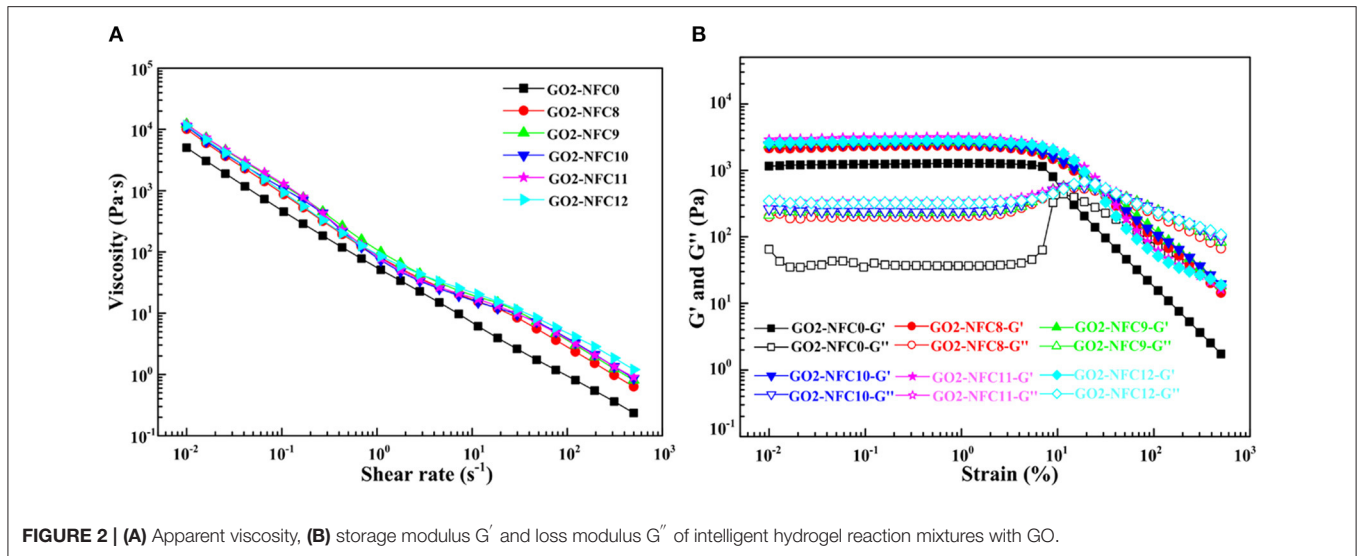 A
Viscosity (Pa·s)
10^5
10^4
10^3
10^2
10^1
10^0
10^-1
GO2-NFC0
GO2-NFC8
GO2-NFC9
GO2-NFC10
GO2-NFC11
GO2-NFC12
10^-2 10^-1 10^0 10^1 10^2 10^3
Shear rate (s^-1)
B
G' and G'' (Pa)
10^4
10^3
10^2
10^1
10^0
10^-1
GO2-NFC0-G' GO2-NFC8-G' GO2-NFC9-G'
GO2-NFC0-G'' GO2-NFC8-G'' GO2-NFC9-G''
GO2-NFC10-G' GO2-NFC11-G' GO2-NFC12-G'
GO2-NFC10-G'' GO2-NFC11-G'' GO2-NFC12-G''
10^-2 10^-1 10^0 10^1 10^2 10^3
Strain (%)
FIGURE 2 | (A) Apparent viscosity, (B) storage modulus G′ and loss modulus G″ of intelligent hydrogel reaction mixtures with GO.